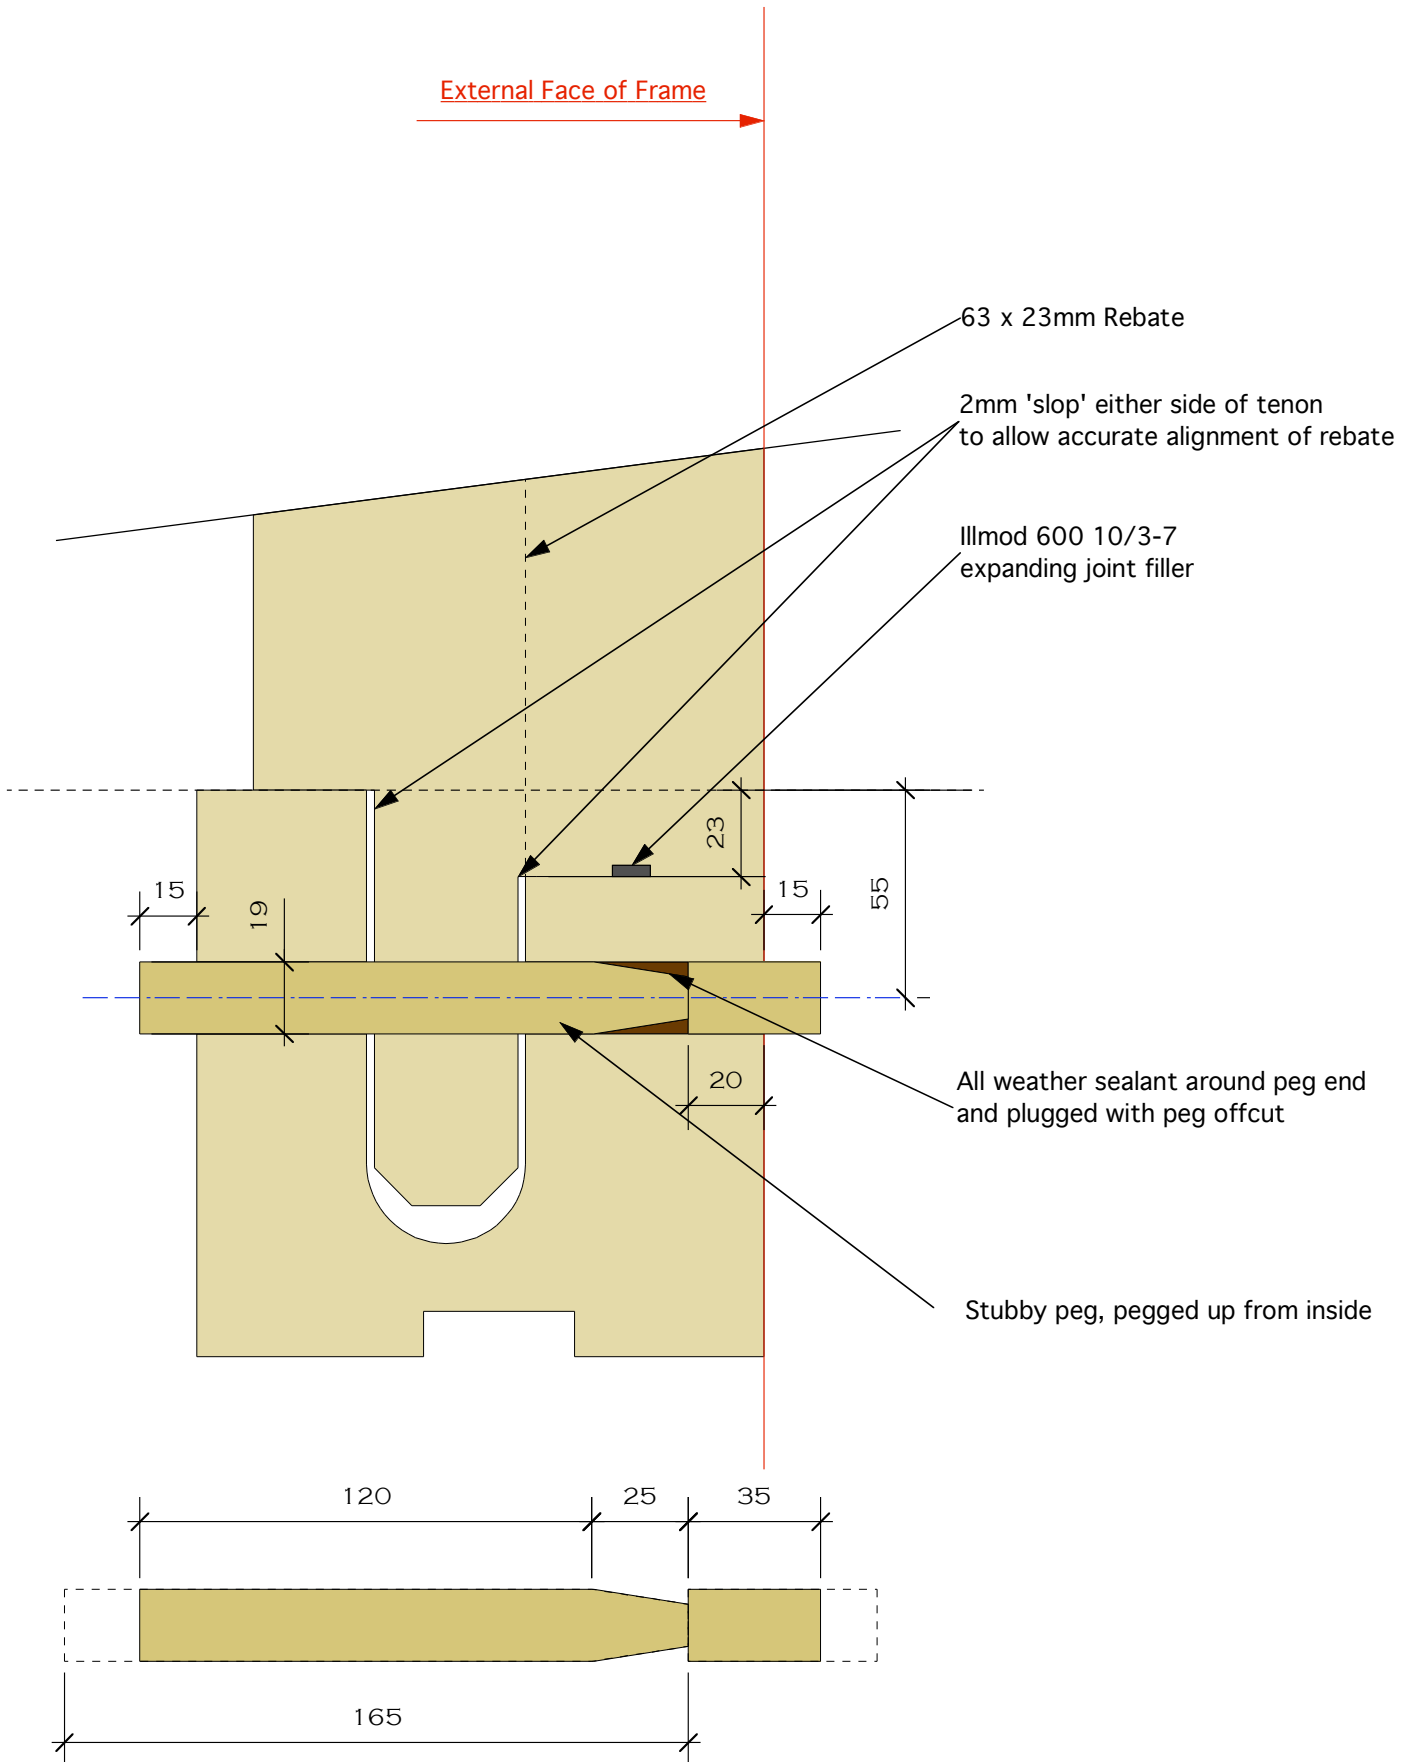 External Face of Frame
63 x 23mm Rebate
2mm 'slop' either side of tenon
to allow accurate alignment of rebate
Illmod 600 10/3-7
expanding joint filler
23
55
15
19
15
20
All weather sealant around peg end
and plugged with peg offcut
Stubby peg, pegged up from inside
120
25
35
165